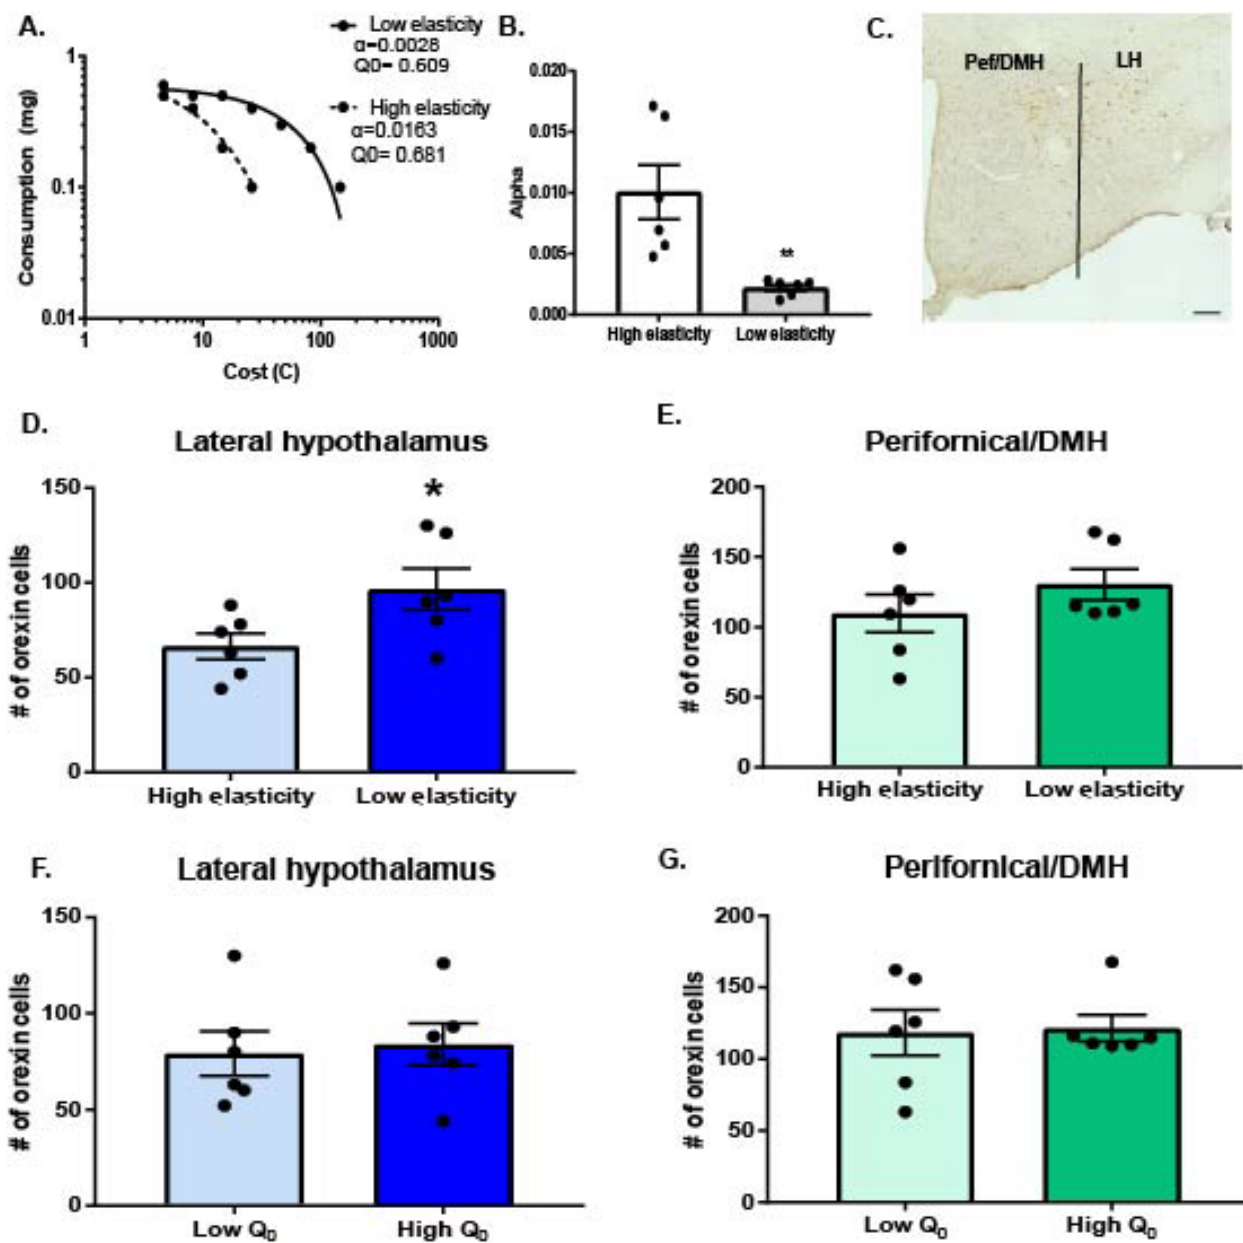 A.
Low elasticity
α=0.0028
Q0= 0.609
High elasticity
α=0.0163
Q0= 0.681
Consumption (mg)
1
0.1
0.01
1
10
100
1000
Cost (C)
B.
Alpha
0.020
0.015
0.010
0.005
0.000
**
High elasticity
Low elasticity
C.
Pef/DMH
LH
D.
Lateral hypothalamus
# of orexin cells
150
100
50
0
*
High elasticity
Low elasticity
E.
Perifornical/DMH
# of orexin cells
200
150
100
50
0
High elasticity
Low elasticity
F.
Lateral hypothalamus
# of orexin cells
150
100
50
0
Low Q₀
High Q₀
G.
Perifornical/DMH
# of orexin cells
200
150
100
50
0
Low Q₀
High Q₀